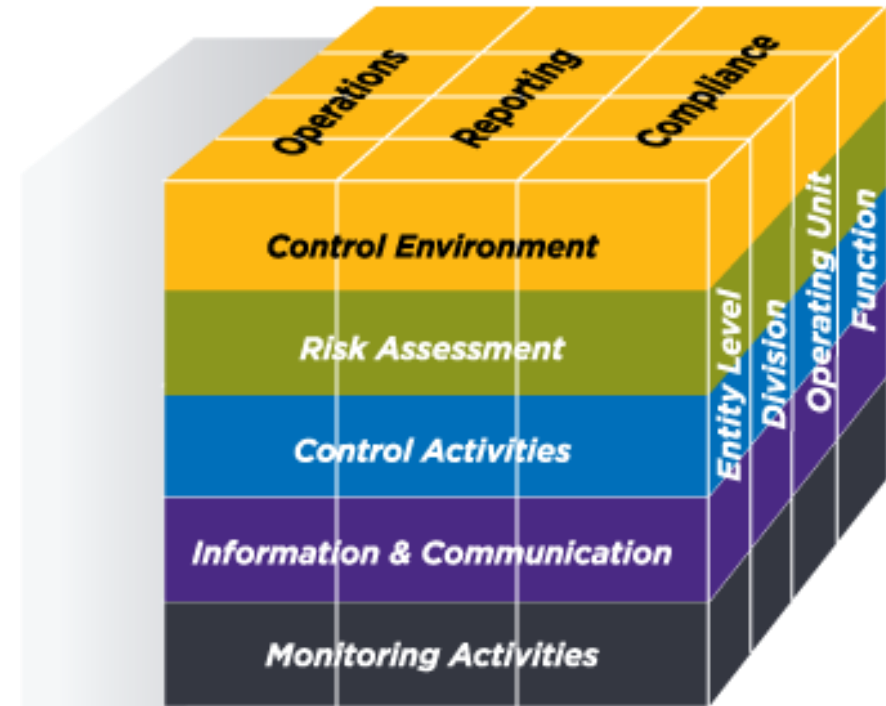 Operations
Reporting
Compliance
Control Environment
Risk Assessment
Control Activities
Information & Communication
Monitoring Activities
Entity Level
Division
Operating Unit
Function